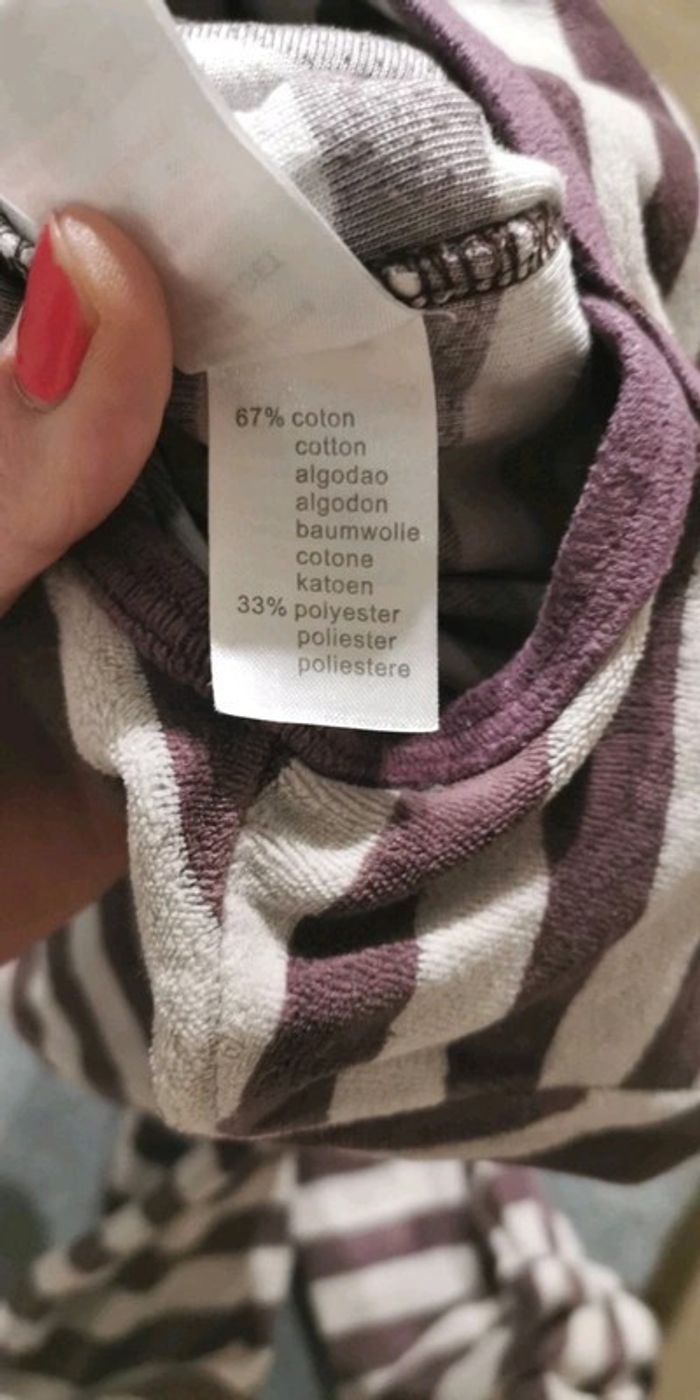 67% coton
cotton
algodao
algodon
baumwolle
cotone
katoen
33% polyester
poliester
poliestere